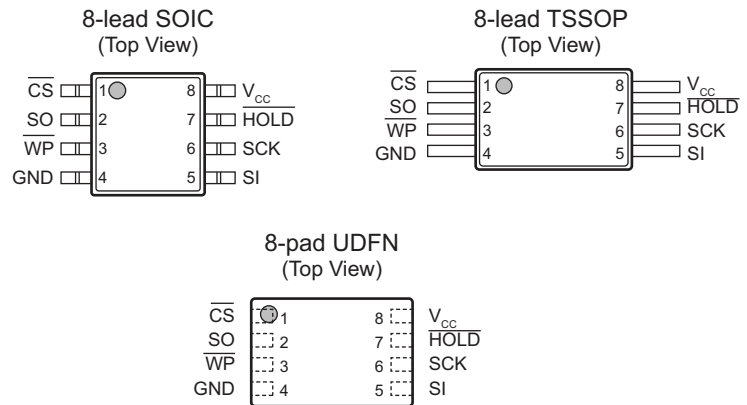 8-lead SOIC
(Top View)
CS 1 8 VCC
SO 2 7 HOLD
WP 3 6 SCK
GND 4 5 SI
8-lead TSSOP
(Top View)
CS 1 8 VCC
SO 2 7 HOLD
WP 3 6 SCK
GND 4 5 SI
8-pad UDFN
(Top View)
CS 1 8 VCC
SO 2 7 HOLD
WP 3 6 SCK
GND 4 5 SI